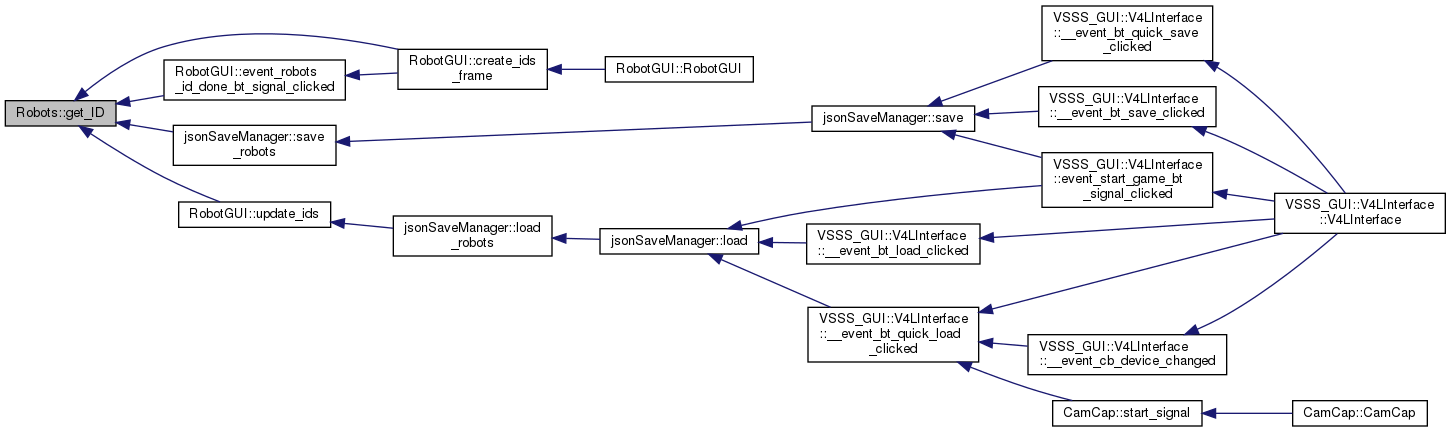 Robots::get_ID
RobotGUI::event_robots
_id_done_bt_signal_clicked
jsonSaveManager::save
_robots
RobotGUI::update_ids
RobotGUI::create_ids
_frame
jsonSaveManager::load
_robots
RobotGUI::RobotGUI
jsonSaveManager::load
jsonSaveManager::save
VSSS_GUI::V4LInterface
::__event_bt_load_clicked
VSSS_GUI::V4LInterface
::__event_bt_quick_load
_clicked
VSSS_GUI::V4LInterface
::__event_bt_quick_save
_clicked
VSSS_GUI::V4LInterface
::__event_bt_save_clicked
VSSS_GUI::V4LInterface
::event_start_game_bt
_signal_clicked
VSSS_GUI::V4LInterface
::__event_cb_device_changed
CamCap::start_signal
VSSS_GUI::V4LInterface
::V4LInterface
CamCap::CamCap